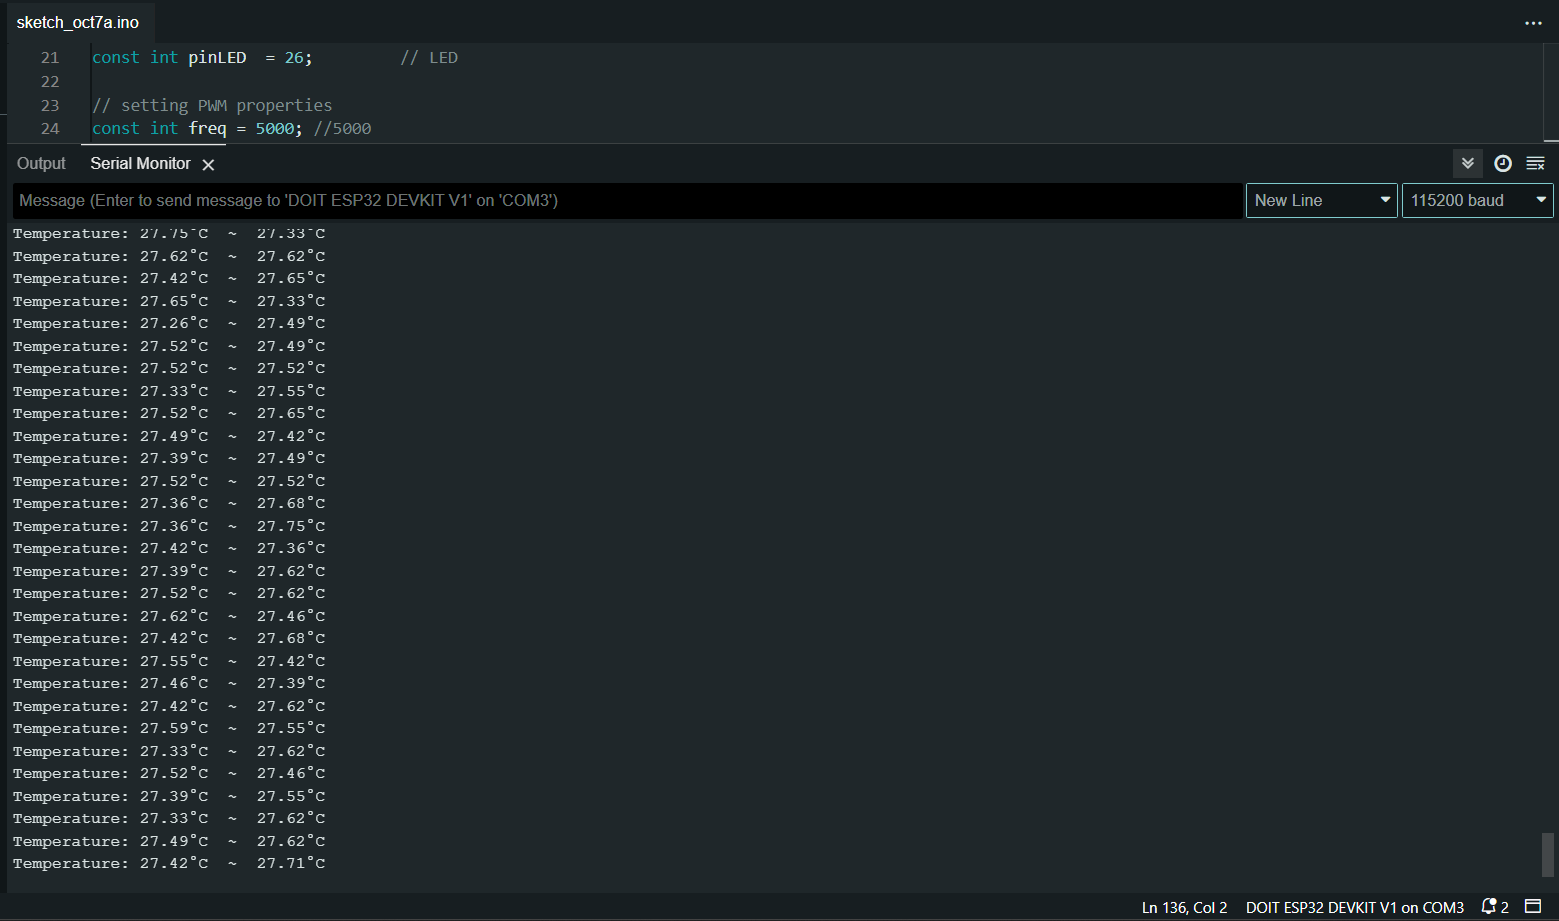 sketch_oct7a.ino
21 const int pinLED  = 26;         // LED
22
23 // setting PWM properties
24 const int freq = 5000; //5000
Output Serial Monitor
Message (Enter to send message to 'DOIT ESP32 DEVKIT V1' on 'COM3') New Line 115200 baud
Temperature: 27.75°C  ~  27.33°C
Temperature: 27.62°C  ~  27.62°C
Temperature: 27.42°C  ~  27.65°C
Temperature: 27.65°C  ~  27.33°C
Temperature: 27.26°C  ~  27.49°C
Temperature: 27.52°C  ~  27.49°C
Temperature: 27.52°C  ~  27.52°C
Temperature: 27.33°C  ~  27.55°C
Temperature: 27.52°C  ~  27.65°C
Temperature: 27.49°C  ~  27.42°C
Temperature: 27.39°C  ~  27.49°C
Temperature: 27.52°C  ~  27.52°C
Temperature: 27.36°C  ~  27.68°C
Temperature: 27.36°C  ~  27.75°C
Temperature: 27.42°C  ~  27.36°C
Temperature: 27.39°C  ~  27.62°C
Temperature: 27.52°C  ~  27.62°C
Temperature: 27.62°C  ~  27.46°C
Temperature: 27.42°C  ~  27.68°C
Temperature: 27.55°C  ~  27.42°C
Temperature: 27.46°C  ~  27.39°C
Temperature: 27.42°C  ~  27.62°C
Temperature: 27.59°C  ~  27.55°C
Temperature: 27.33°C  ~  27.62°C
Temperature: 27.52°C  ~  27.46°C
Temperature: 27.39°C  ~  27.55°C
Temperature: 27.33°C  ~  27.62°C
Temperature: 27.49°C  ~  27.62°C
Temperature: 27.42°C  ~  27.71°C
Ln 136, Col 2 DOIT ESP32 DEVKIT V1 on COM3 2